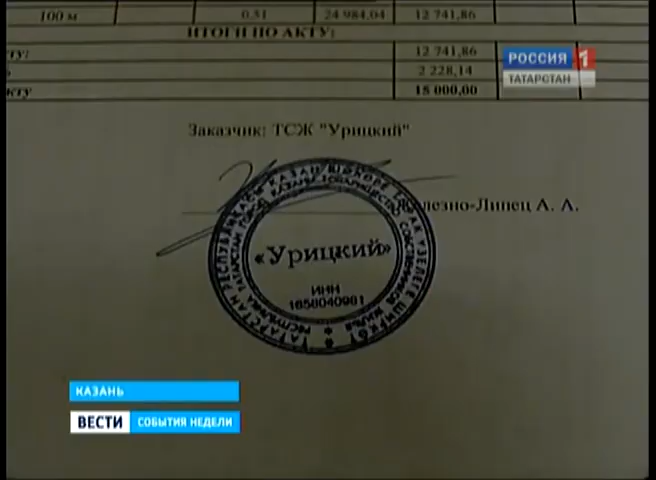 100 м 0,51 24 984,04 12 741,86
ИТОГИ ПО АКТУ:
12 741,86
2 228,14
15 000,00
РОССИЯ 1
ТАТАРСТАН
Заказчик: ТСЖ "Урицкий"
Железно-Липец А. А.
«Урицкий»
ИНН
1658040981
КАЗАНЬ
ВЕСТИ СОБЫТИЯ НЕДЕЛИ